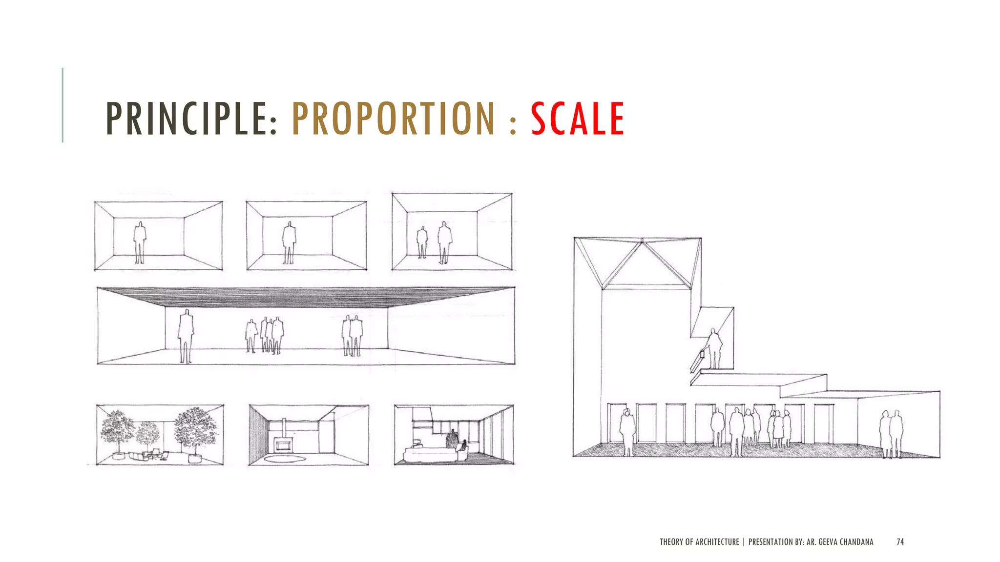 PRINCIPLE: PROPORTION : SCALE
THEORY OF ARCHITECTURE | PRESENTATION BY: AR. GEEVA CHANDANA 74